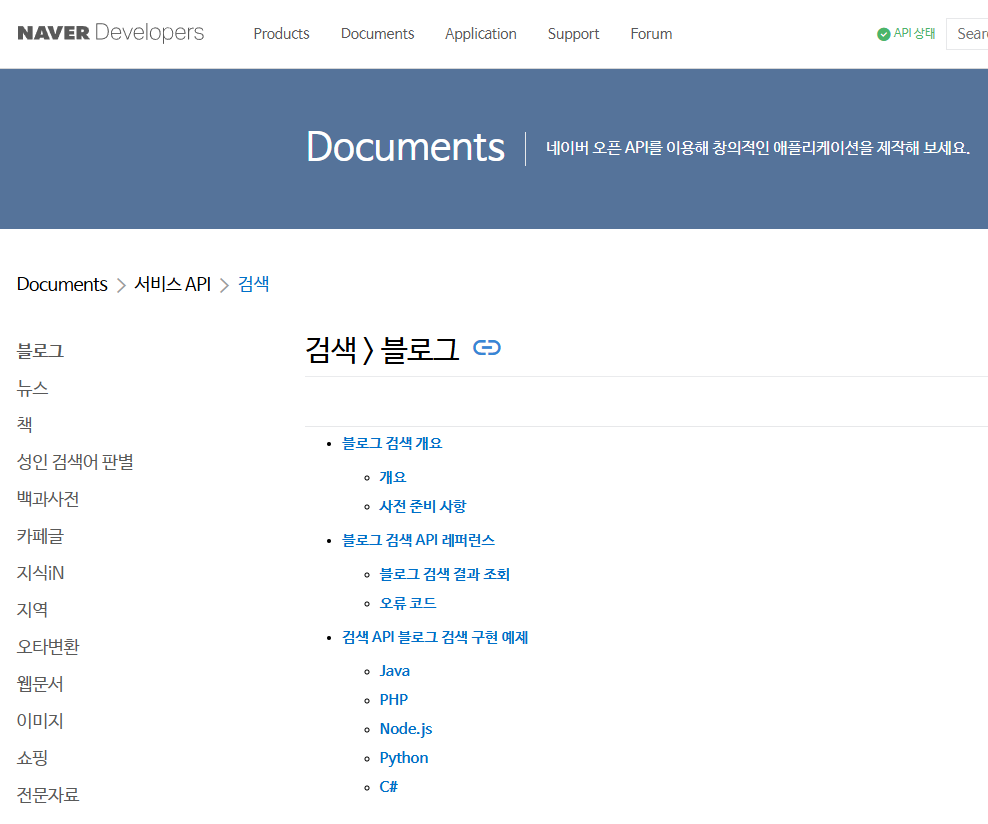 NAVER Developers Products Documents Application Support Forum API 상태
Documents 네이버 오픈 API를 이용해 창의적인 애플리케이션을 제작해 보세요.
Documents > 서비스 API > 검색
블로그
뉴스
책
성인 검색어 판별
백과사전
카페글
지식iN
지역
오타변환
웹문서
이미지
쇼핑
전문자료
검색 > 블로그
블로그 검색 개요
개요
사전 준비 사항
블로그 검색 API 레퍼런스
블로그 검색 결과 조회
오류 코드
검색 API 블로그 검색 구현 예제
Java
PHP
Node.js
Python
C#